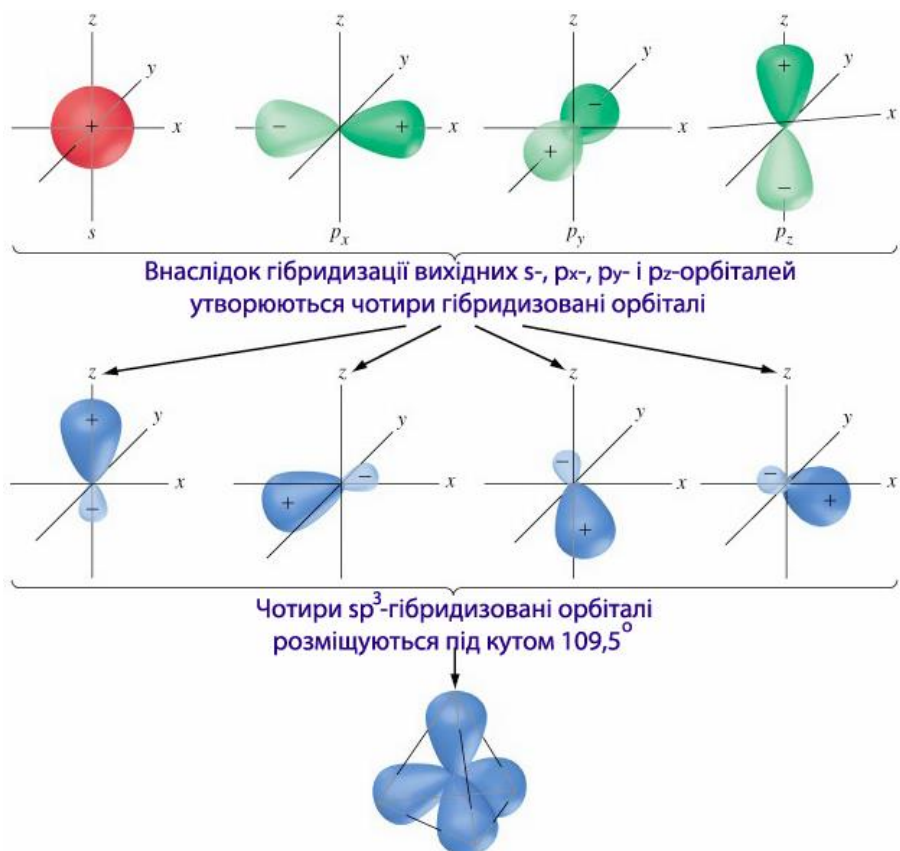 z
y
+
x
s
z
y
−
+
x
pₓ
z
y
−
+
x
p_y
z
+
y
x
−
p_z
Внаслідок гібридизації вихідних s-, px-, py- і pz-орбіталей
утворюються чотири гібридизовані орбіталі
z
+
y
x
−
z
y
−
x
+
z
y
−
x
+
z
y
−
x
+
Чотири sp³-гібридизовані орбіталі
розміщуються під кутом 109,5°